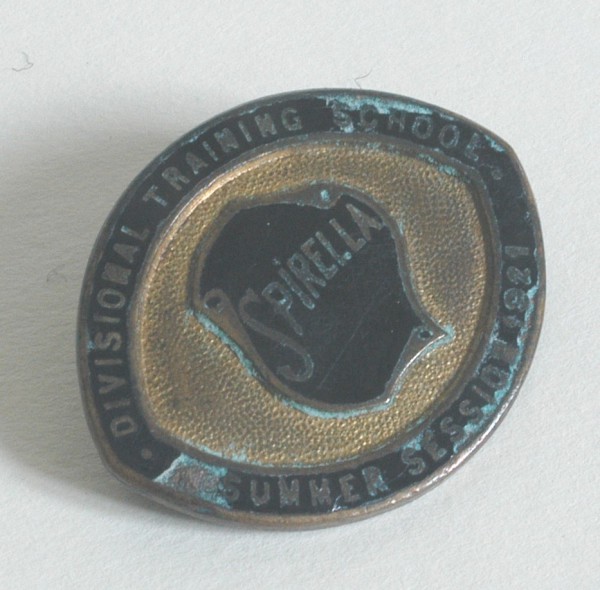 DIVISIONAL TRAINING SCHOOL
SPIRELLA
SUMMER SESSION 1921